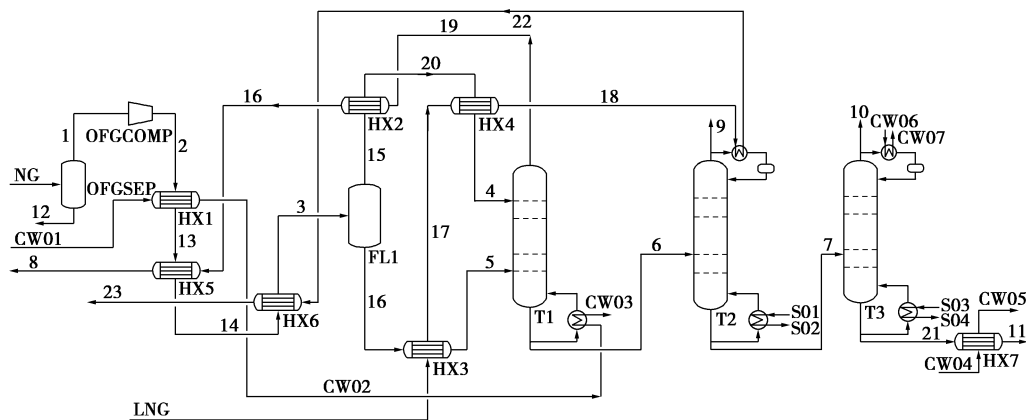 22
19
20
16
18
1
OFGCOMP
2
HX2
HX4
9
10
CW06
CW07
15
NG
OFGSEP
12
HX1
3
4
CW01
13
17
FL1
6
7
8
HX5
5
16
23
HX6
CW03
S01
S02
S03
S04
CW05
14
T1
T2
T3
21
11
HX3
HX7
CW02
CW04
LNG